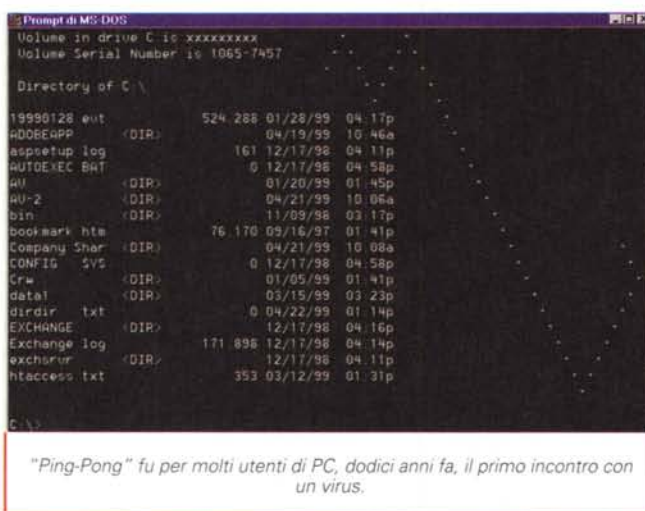 Prompt di MS-DOS
Volume in drive C is xxxxxxxxx
Volume Serial Number is 1065-7457
Directory of C:\
19990128 eut 524.288 01/28/99 04:17p
ADOBEAPP <DIR> 04/19/99 10:46a
aspsetup log 161 12/17/98 04:11p
AUTOEXEC BAT 0 12/17/98 04:58p
AV <DIR> 01/20/99 01:45p
AV-2 <DIR> 04/21/99 10:06a
bin <DIR> 11/09/98 03:17p
bookmark htm 76.170 09/16/97 01:41p
Company Shar <DIR> 04/21/99 10:08a
CONFIG SYS 0 12/17/98 04:58p
Crw <DIR> 01/05/99 01:41p
data1 <DIR> 03/15/99 03:23p
dirdir txt 0 04/22/99 01:14p
EXCHANGE <DIR> 12/17/98 04:16p
Exchange log 171.898 12/17/98 04:14p
exchsrvr <DIR> 12/17/98 04:11p
htaccess txt 353 03/12/99 01:31p
C:\>
"Ping-Pong" fu per molti utenti di PC, dodici anni fa, il primo incontro con
un virus.